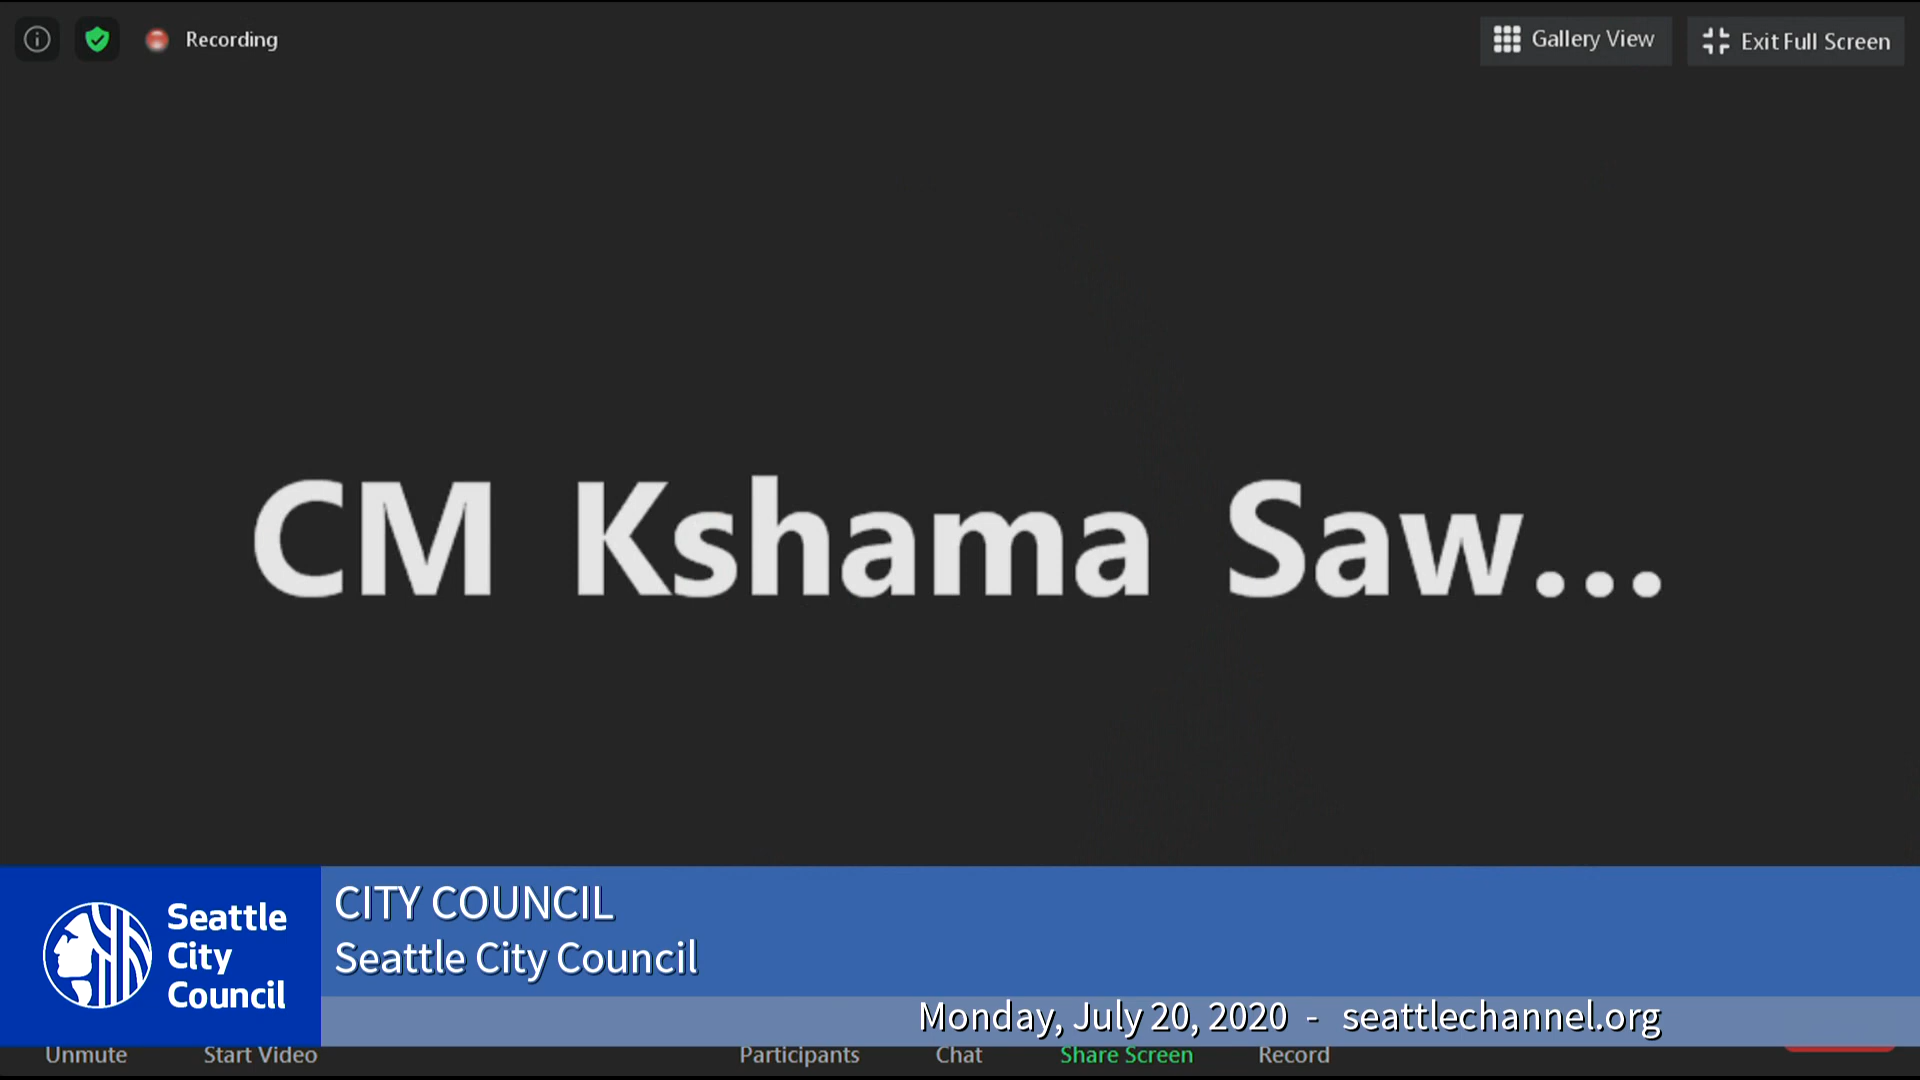 Recording
Gallery View
Exit Full Screen
CM Kshama Saw...
Seattle
City
Council
CITY COUNCIL
Seattle City Council
Monday, July 20, 2020 - seattlechannel.org
Unmute
Start Video
Participants
Chat
Share Screen
Record